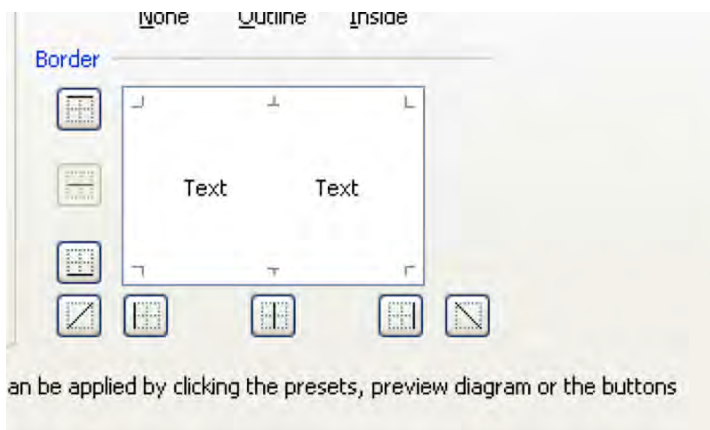 None Outline Inside
Border
Text Text
an be applied by clicking the presets, preview diagram or the buttons